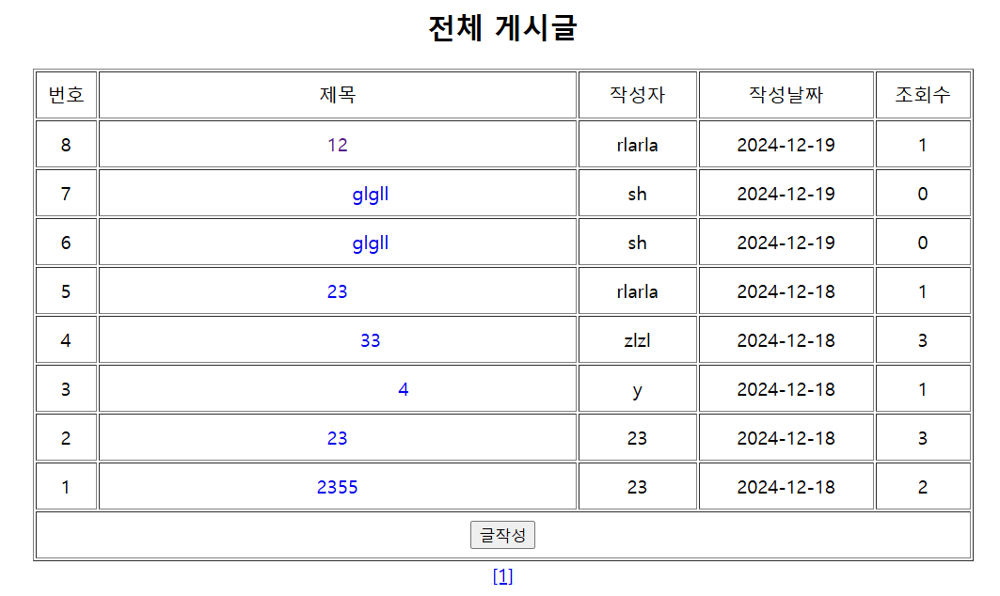 전체 게시글
번호 제목 작성자 작성날짜 조회수
8 12 rlarla 2024-12-19 1
7 glgll sh 2024-12-19 0
6 glgll sh 2024-12-19 0
5 23 rlarla 2024-12-18 1
4 33 zlzl 2024-12-18 3
3 4 y 2024-12-18 1
2 23 23 2024-12-18 3
1 2355 23 2024-12-18 2
글작성
[1]